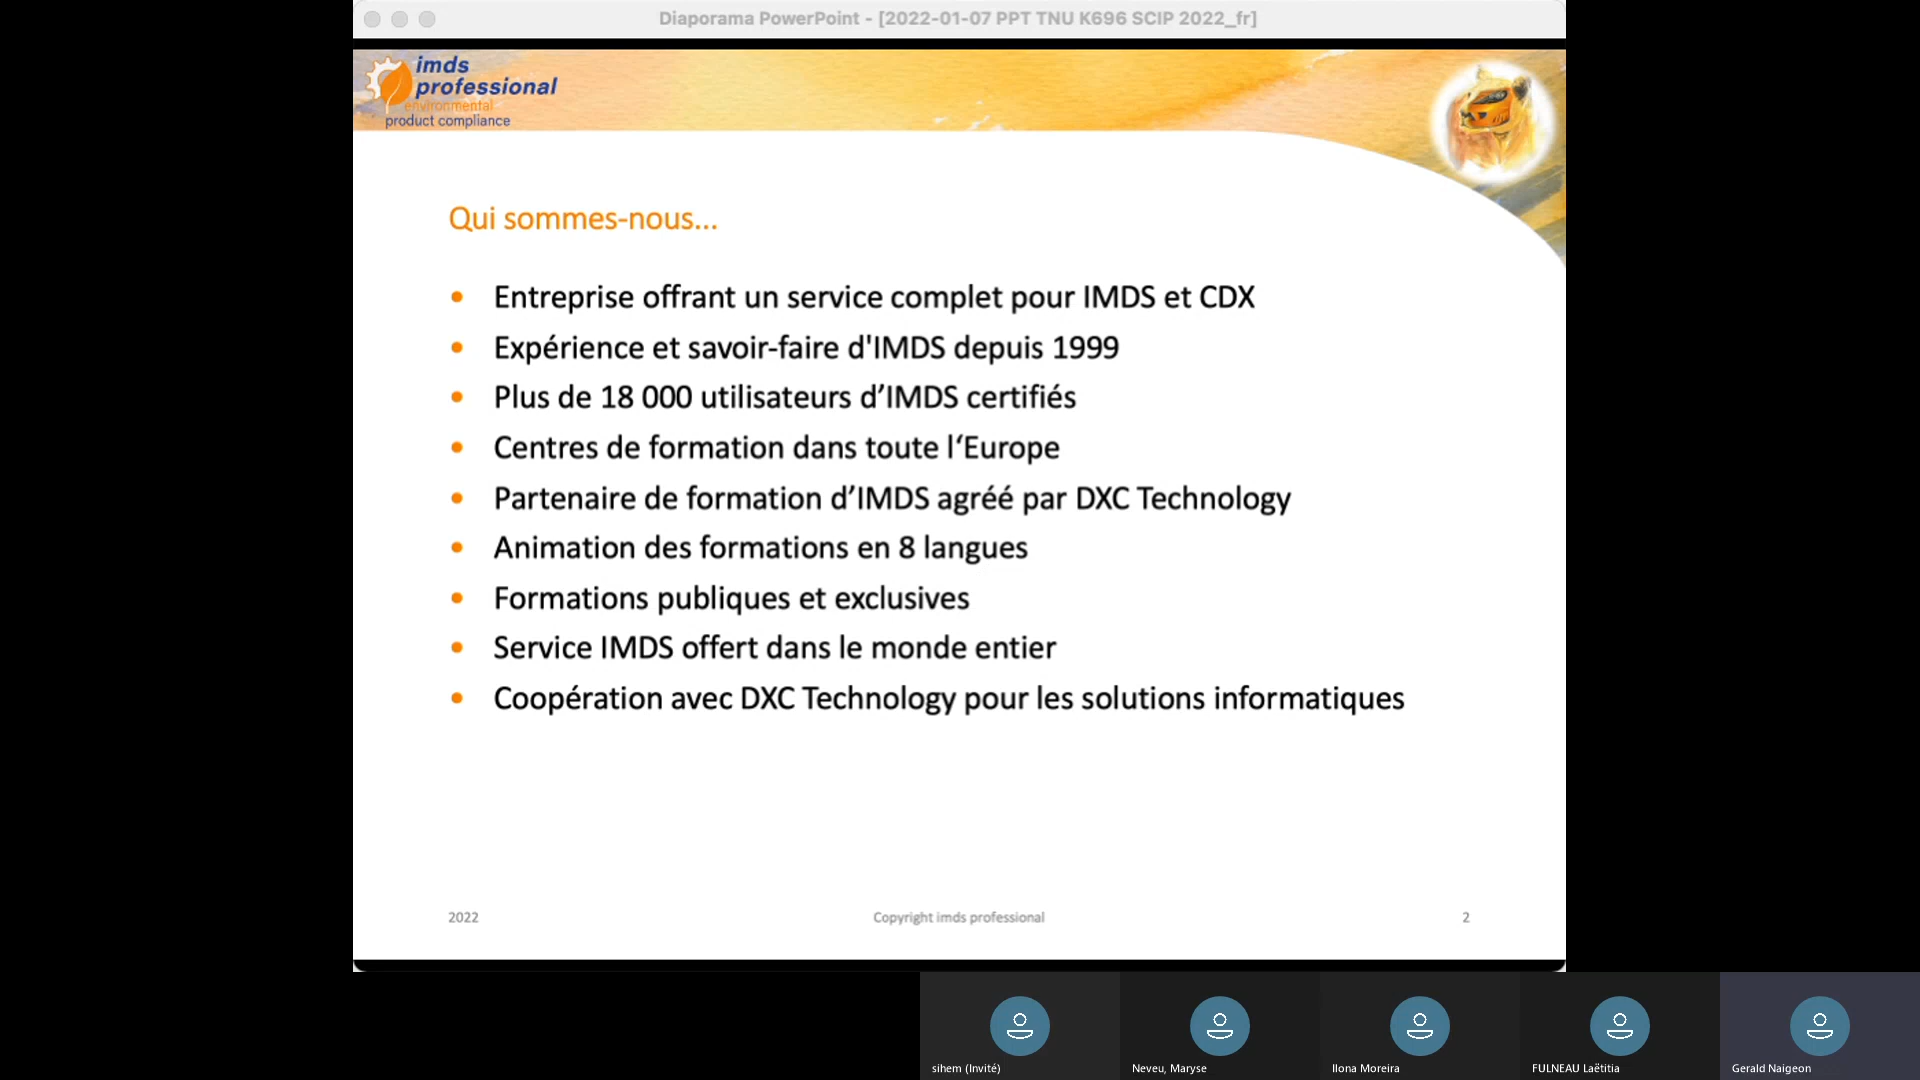 Diaporama PowerPoint - [2022-01-07 PPT TNU K696 SCIP 2022_fr]
imds
professional
environmental
product compliance
Qui sommes-nous...
• Entreprise offrant un service complet pour IMDS et CDX
• Expérience et savoir-faire d'IMDS depuis 1999
• Plus de 18 000 utilisateurs d’IMDS certifiés
• Centres de formation dans toute l‘Europe
• Partenaire de formation d’IMDS agréé par DXC Technology
• Animation des formations en 8 langues
• Formations publiques et exclusives
• Service IMDS offert dans le monde entier
• Coopération avec DXC Technology pour les solutions informatiques
2022
Copyright imds professional
2
sihem (Invité)
Neveu, Maryse
Ilona Moreira
FULNEAU Laëtitia
Gerald Naigeon